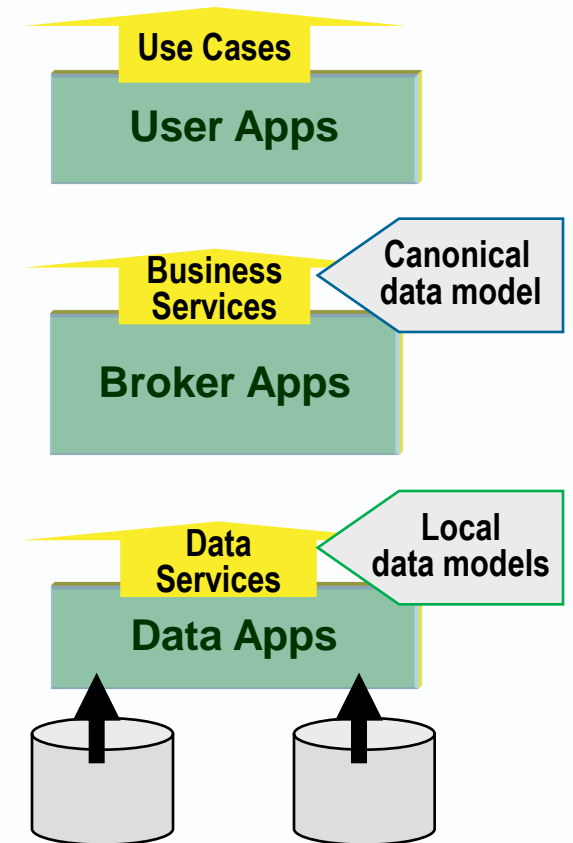 Use Cases
User Apps
Business
Services
Canonical
data model
Broker Apps
Data
Services
Local
data models
Data Apps